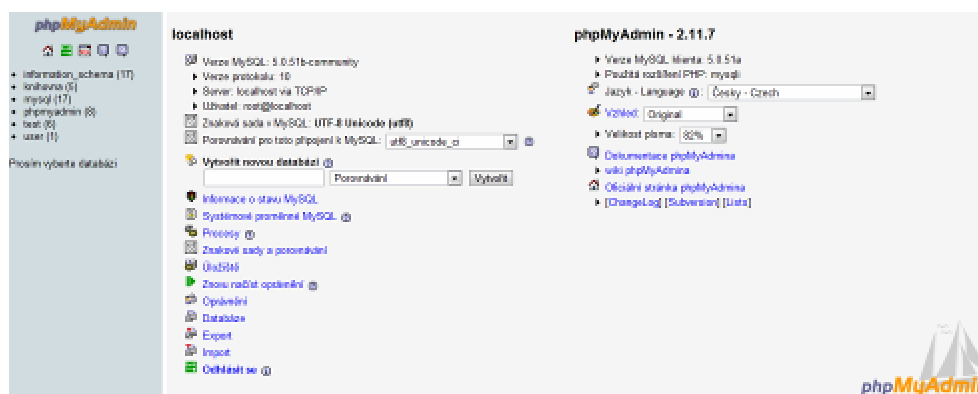 phpMyAdmin
information_schema (17)
knihovna (5)
mysql (17)
phpmyadmin (8)
test (6)
user (1)
Prosím vyberte databázi
localhost
Verze MySQL: 5.0.51b-community
Verze protokolu: 10
Server: localhost via TCP/IP
Uživatel: root@localhost
Znaková sada v MySQL: UTF-8 Unicode (utf8)
Porovnávání pro toto připojení k MySQL: utf8_unicode_ci
Vytvořit novou databázi
Porovnávání Vytvořit
Informace o stavu MySQL
Systémové proměnné MySQL
Procesy
Znakové sady a porovnávání
Úložiště
Znovu načíst oprávnění
Oprávnění
Databáze
Export
Import
Odhlásit se
phpMyAdmin - 2.11.7
Verze MySQL klienta: 5.0.51a
Použitá rozšíření PHP: mysqli
Jazyk - Language: Česky - Czech
Vzhled: Original
Velikost písma: 82%
Dokumentace phpMyAdmina
wiki phpMyAdmina
Oficiální stránka phpMyAdmina
[ChangeLog] [Subversion] [Lists]
phpMyAdmin